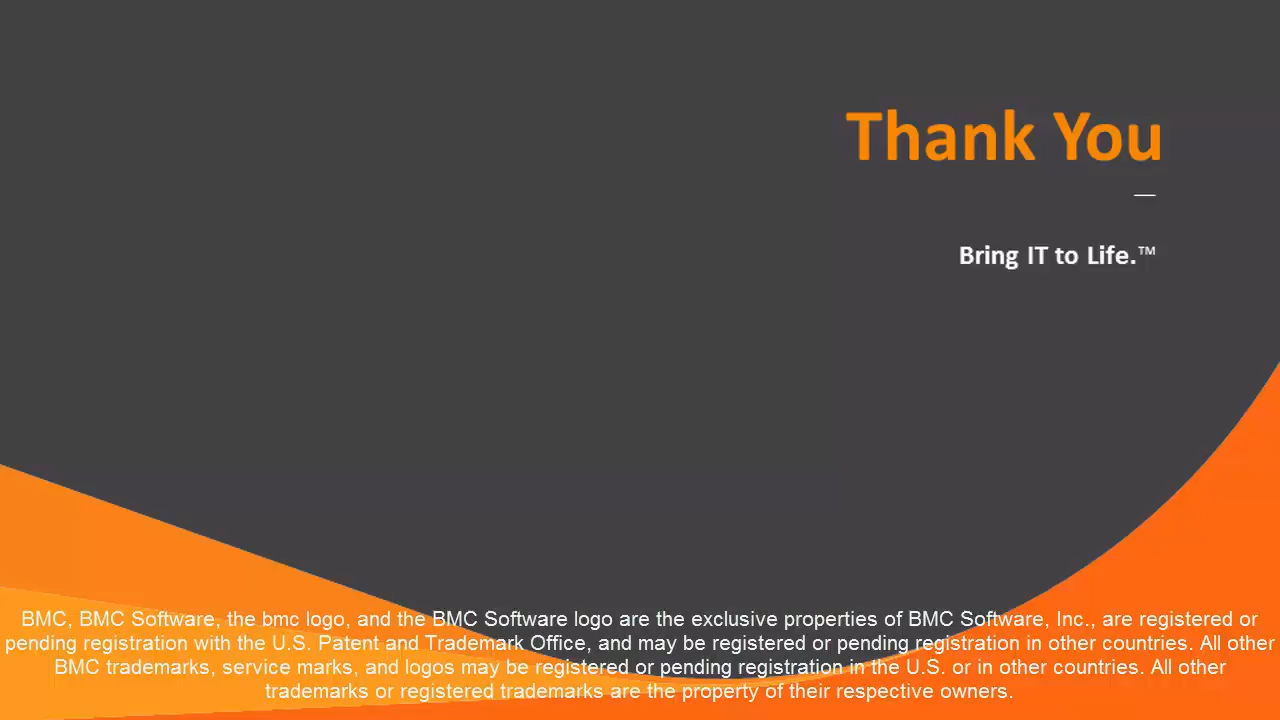 Thank You
Bring IT to Life.™
BMC, BMC Software, the bmc logo, and the BMC Software logo are the exclusive properties of BMC Software, Inc., are registered or
pending registration with the U.S. Patent and Trademark Office, and may be registered or pending registration in other countries. All other
BMC trademarks, service marks, and logos may be registered or pending registration in the U.S. or in other countries. All other
trademarks or registered trademarks are the property of their respective owners.